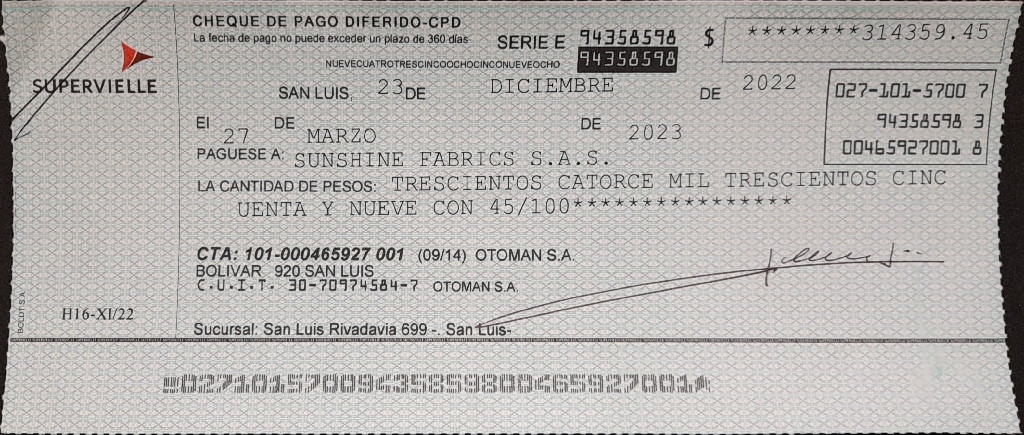 CHEQUE DE PAGO DIFERIDO-CPD
La fecha de pago no puede exceder un plazo de 360 días
SERIE E 94358598 $ ********314359.45
94358598
NUEVECUATROTRESCINCOOCHOCINCONUEVEOCHO
SUPERVIELLE
SAN LUIS, 23 DE DICIEMBRE DE 2022
027-101-5700 7
94358598 3
00465927001 8
El 27 DE MARZO DE 2023
PAGUESE A: SUNSHINE FABRICS S.A.S.
LA CANTIDAD DE PESOS: TRESCIENTOS CATORCE MIL TRESCIENTOS CINC
UENTA Y NUEVE CON 45/100****************
CTA: 101-000465927 001 (09/14) OTOMAN S.A.
BOLIVAR 920 SAN LUIS
C.U.I.T. 30-70974584-7 OTOMAN S.A.
BOLDT S.A.
H16-XI/22
Sucursal: San Luis Rivadavia 699 -. San Luis-
02710157009435859800465927001